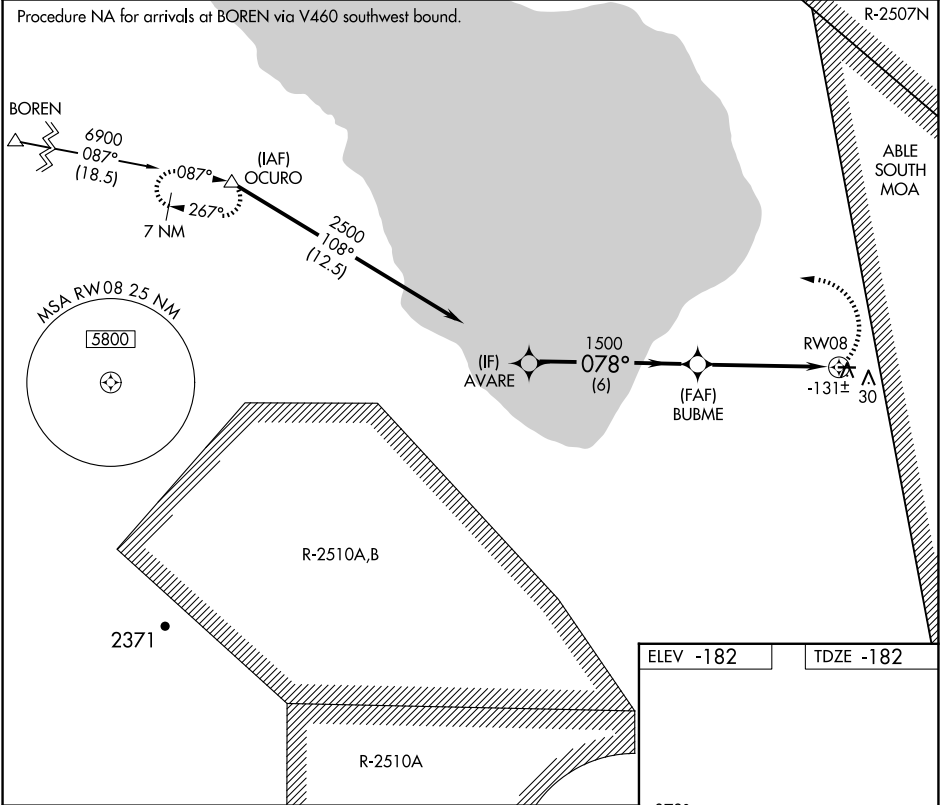 Procedure NA for arrivals at BOREN via V460 southwest bound.
R-2507N
BOREN
6900
087°
(18.5)
087°
(IAF)
OCURO
267°
7 NM
ABLE
SOUTH
MOA
2500
108°
(12.5)
MSA RW08 25 NM
5800
(IF)
AVARE
1500
078°
(6)
(FAF)
BUBME
RW08
-131±
30
R-2510A,B
2371
ELEV -182
TDZE -182
R-2510A